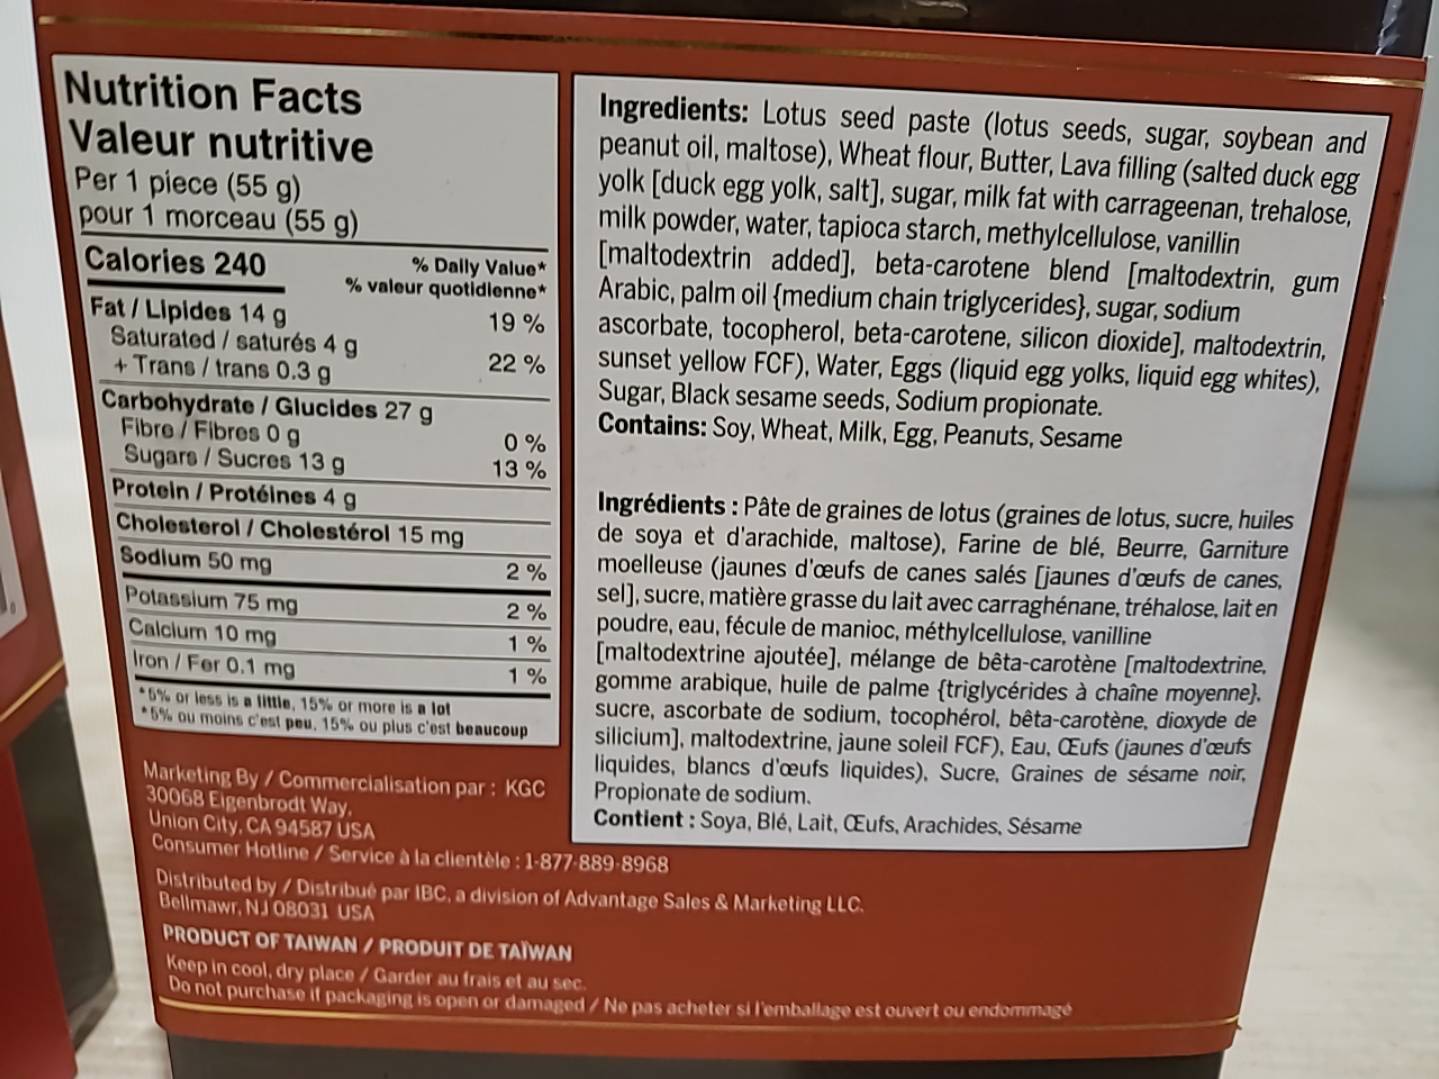 Nutrition Facts
Valeur nutritive
Per 1 piece (55 g)
pour 1 morceau (55 g)
Calories 240
% Daily Value*
% valeur quotidienne*
Fat / Lipides 14 g 19 %
Saturated / saturés 4 g
+ Trans / trans 0.3 g 22 %
Carbohydrate / Glucides 27 g
Fibre / Fibres 0 g 0 %
Sugars / Sucres 13 g 13 %
Protein / Protéines 4 g
Cholesterol / Cholestérol 15 mg
Sodium 50 mg 2 %
Potassium 75 mg 2 %
Calcium 10 mg 1 %
Iron / Fer 0.1 mg 1 %
*5% or less is a little, 15% or more is a lot
*5% ou moins c'est peu, 15% ou plus c'est beaucoup
Ingredients: Lotus seed paste (lotus seeds, sugar, soybean and
peanut oil, maltose), Wheat flour, Butter, Lava filling (salted duck egg
yolk [duck egg yolk, salt], sugar, milk fat with carrageenan, trehalose,
milk powder, water, tapioca starch, methylcellulose, vanillin
[maltodextrin added], beta-carotene blend [maltodextrin, gum
Arabic, palm oil {medium chain triglycerides}, sugar, sodium
ascorbate, tocopherol, beta-carotene, silicon dioxide], maltodextrin,
sunset yellow FCF), Water, Eggs (liquid egg yolks, liquid egg whites),
Sugar, Black sesame seeds, Sodium propionate.
Contains: Soy, Wheat, Milk, Egg, Peanuts, Sesame
Ingrédients : Pâte de graines de lotus (graines de lotus, sucre, huiles
de soya et d'arachide, maltose), Farine de blé, Beurre, Garniture
moelleuse (jaunes d'œufs de canes salés [jaunes d'œufs de canes,
sel], sucre, matière grasse du lait avec carraghénane, tréhalose, lait en
poudre, eau, fécule de manioc, méthylcellulose, vanilline
[maltodextrine ajoutée], mélange de bêta-carotène [maltodextrine,
gomme arabique, huile de palme {triglycérides à chaîne moyenne},
sucre, ascorbate de sodium, tocophérol, bêta-carotène, dioxyde de
silicium], maltodextrine, jaune soleil FCF), Eau, Œufs (jaunes d'œufs
liquides, blancs d'œufs liquides), Sucre, Graines de sésame noir,
Propionate de sodium.
Contient : Soya, Blé, Lait, Œufs, Arachides, Sésame
Marketing By / Commercialisation par : KGC
30068 Eigenbrodt Way,
Union City, CA 94587 USA
Consumer Hotline / Service à la clientèle : 1-877-889-8968
Distributed by / Distribué par IBC, a division of Advantage Sales & Marketing LLC.
Bellmawr, NJ 08031 USA
PRODUCT OF TAIWAN / PRODUIT DE TAÏWAN
Keep in cool, dry place / Garder au frais et au sec.
Do not purchase if packaging is open or damaged / Ne pas acheter si l'emballage est ouvert ou endommagé